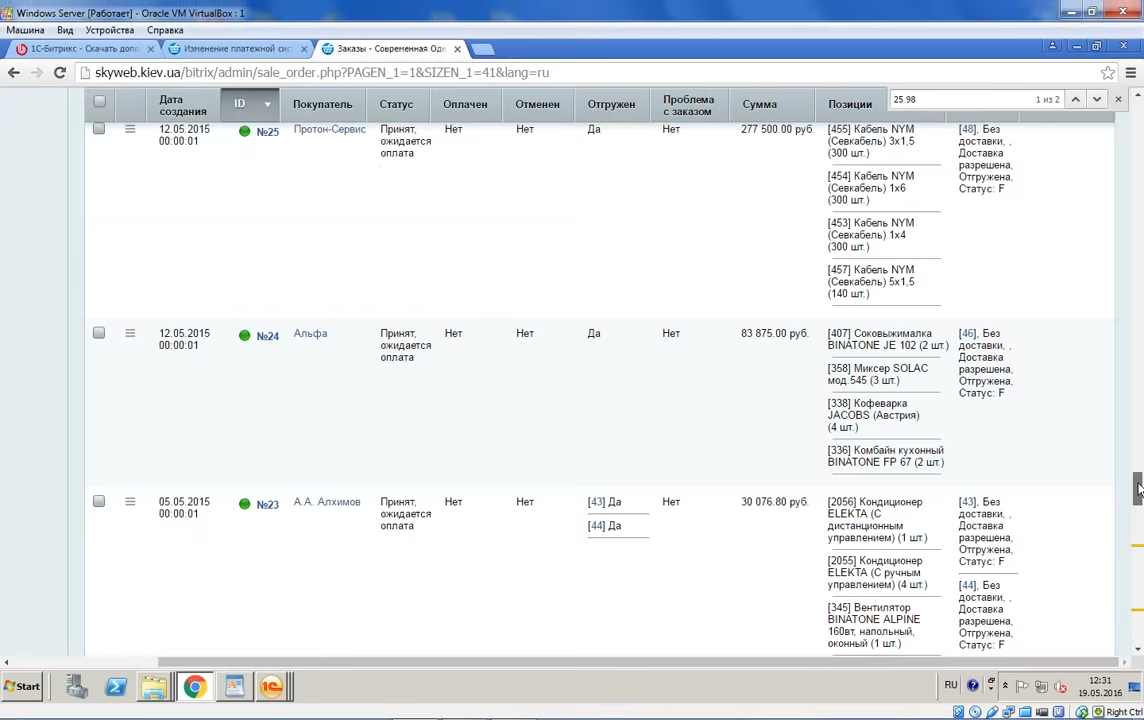 Windows Server [Работает] - Oracle VM VirtualBox : 1
Машина Вид Устройства Справка
1С-Битрикс - Скачать допо
Изменение платежной сис
Заказы - Современная Оде
skyweb.kiev.ua/bitrix/admin/sale_order.php?PAGEN_1=1&SIZEN_1=41&lang=ru
Дата создания ID Покупатель Статус Оплачен Отменен Отгружен Проблема с заказом Сумма Позиции
25 98 1 из 2
12.05.2015 00:00:01 №25 Протон-Сервис Принят, ожидается оплата Нет Нет Да Нет 277 500.00 руб.
[455] Кабель NYM
(Севкабель) 3x1,5
(300 шт.)
[454] Кабель NYM
(Севкабель) 1x6
(300 шт.)
[453] Кабель NYM
(Севкабель) 1x4
(300 шт.)
[457] Кабель NYM
(Севкабель) 5x1,5
(140 шт.)
[48], Без
доставки, ,
Доставка
разрешена,
Отгружена,
Статус: F
12.05.2015 00:00:01 №24 Альфа Принят, ожидается оплата Нет Нет Да Нет 83 875.00 руб.
[407] Соковыжималка
BINATONE JE 102 (2 шт.)
[358] Миксер SOLAC
мод.545 (3 шт.)
[338] Кофеварка
JACOBS (Австрия)
(4 шт.)
[336] Комбайн кухонный
BINATONE FP 67 (2 шт.)
[46], Без
доставки, ,
Доставка
разрешена,
Отгружена,
Статус: F
05.05.2015 00:00:01 №23 А.А. Алхимов Принят, ожидается оплата Нет Нет [43] Да [44] Да Нет 30 076.80 руб.
[2056] Кондиционер
ELEKTA (С
дистанционным
управлением) (1 шт.)
[2055] Кондиционер
ELEKTA (С ручным
управлением) (4 шт.)
[345] Вентилятор
BINATONE ALPINE
160вт, напольный,
оконный (1 шт.)
[43], Без
доставки, ,
Доставка
разрешена,
Отгружена,
Статус: F
[44], Без
доставки, ,
Доставка
разрешена,
Отгружена,
Статус: F
Start RU 12:31
19.05.2016
Right Ctrl